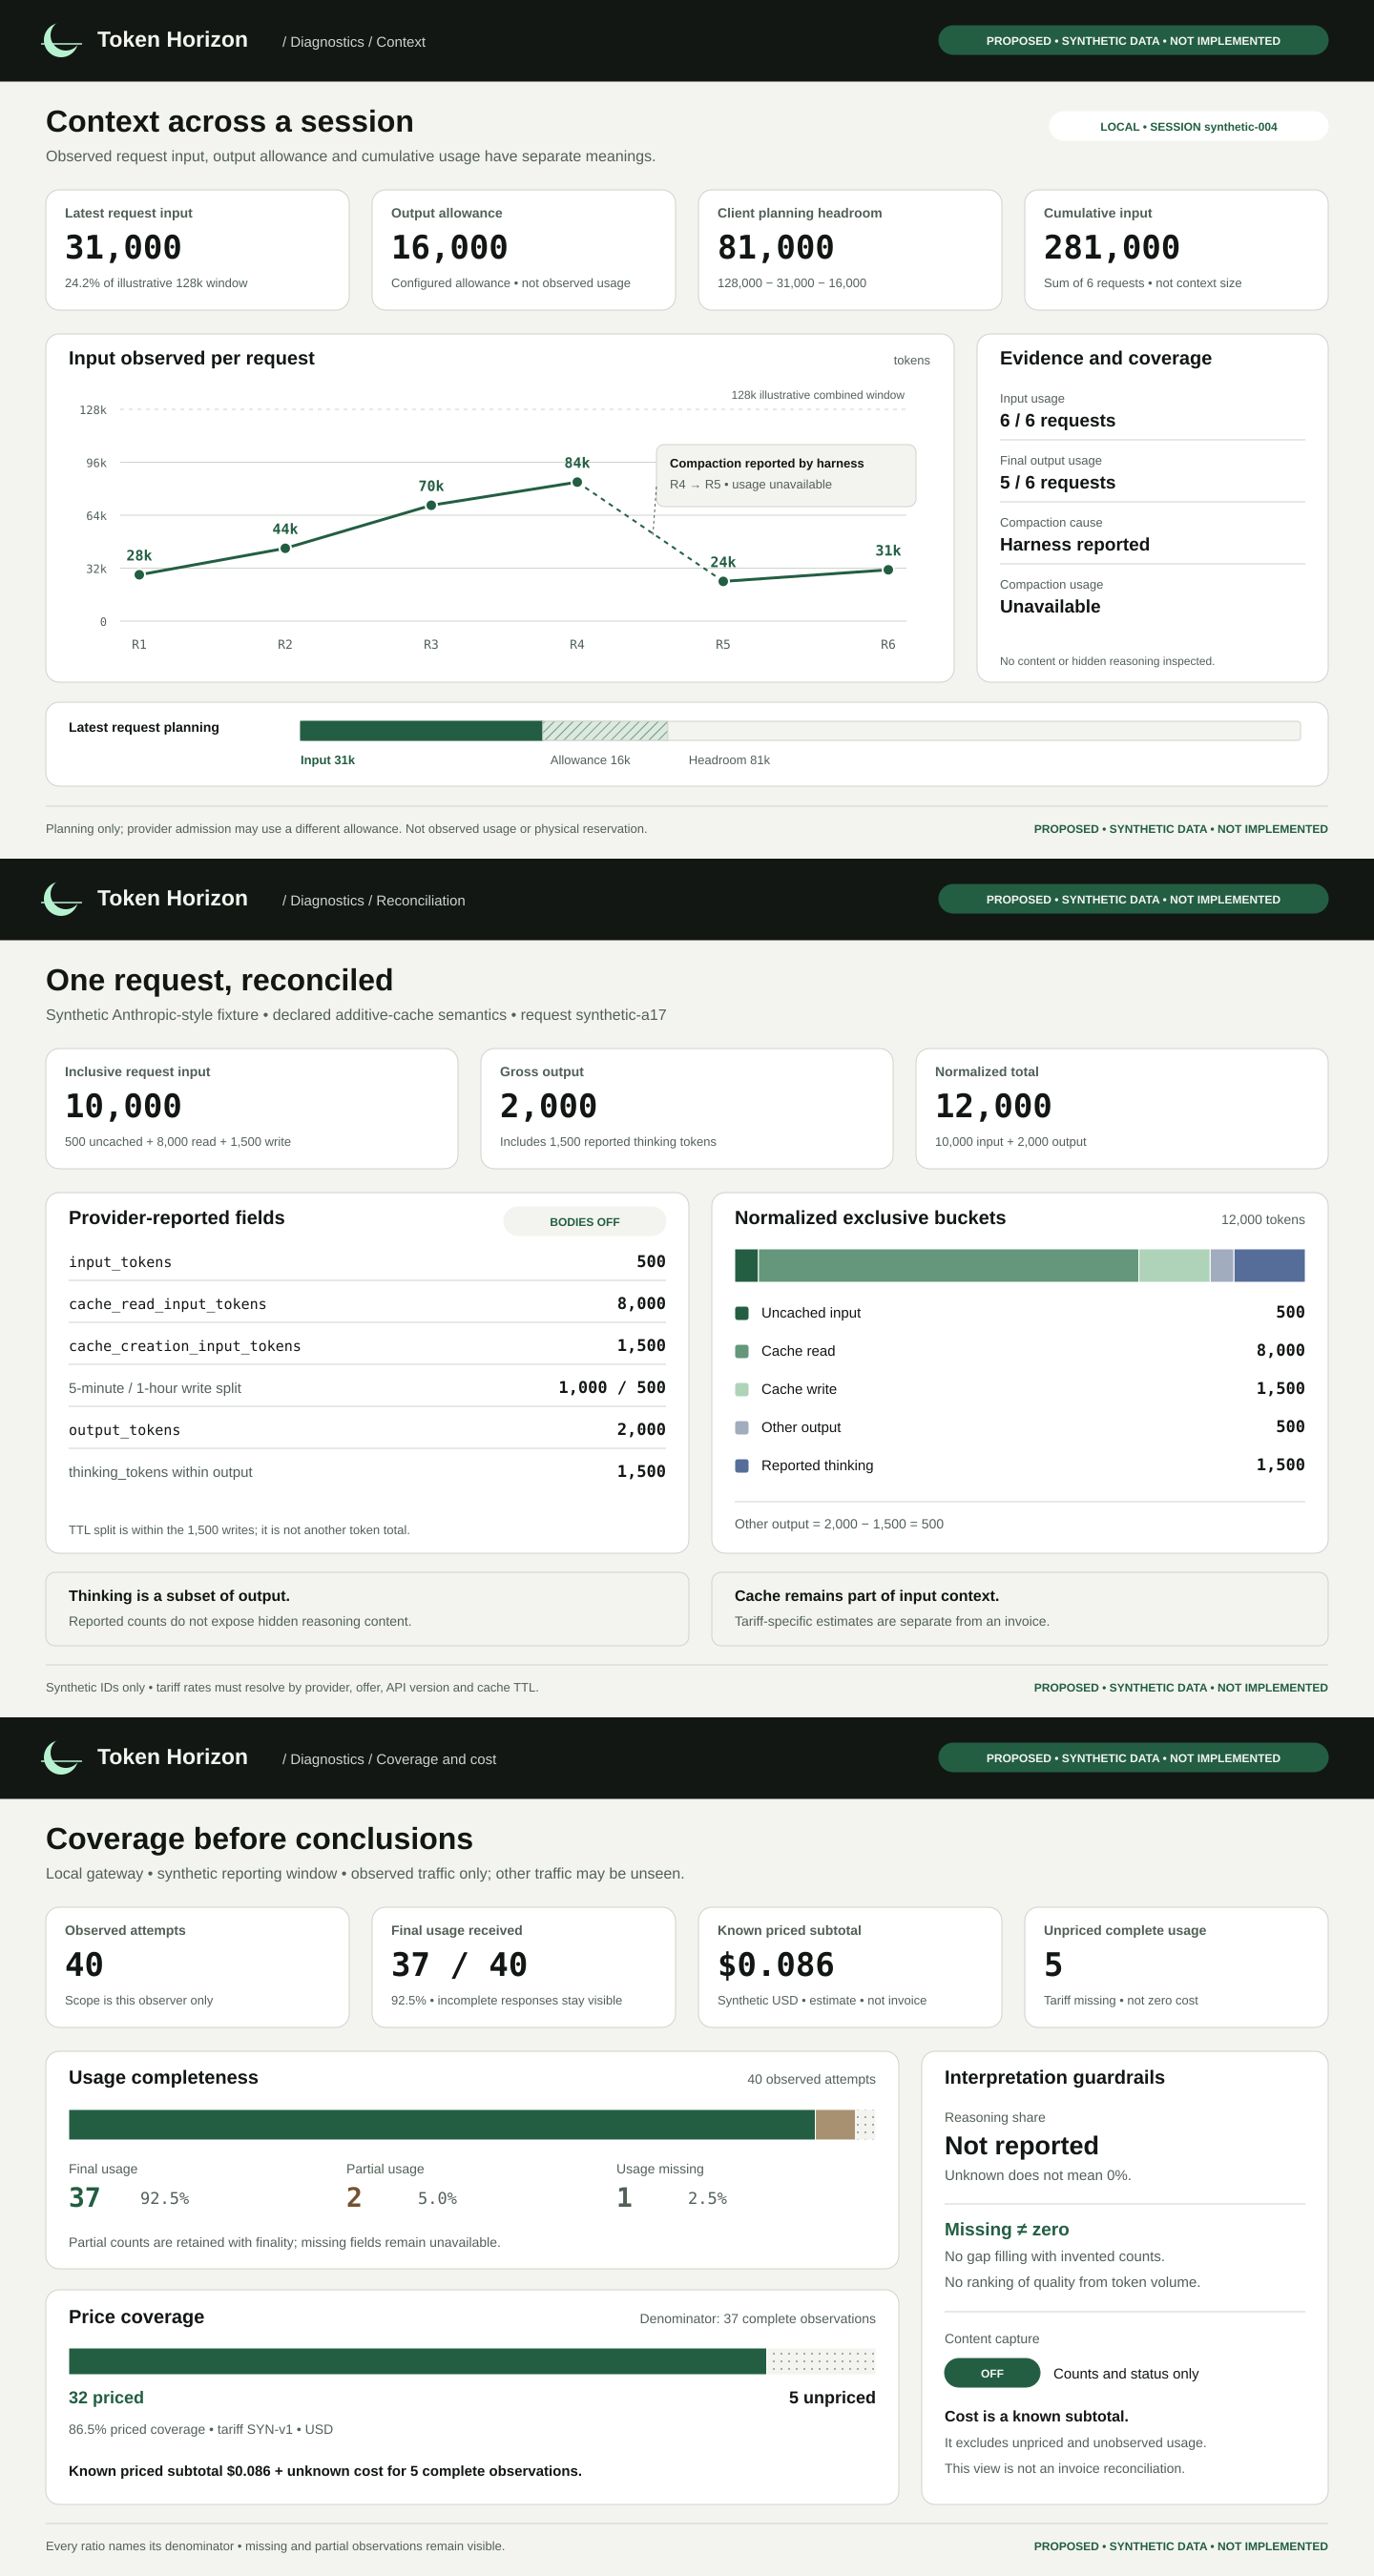 Token Horizon / Diagnostics / Context PROPOSED • SYNTHETIC DATA • NOT IMPLEMENTED
Context across a session
LOCAL • SESSION synthetic-004
Observed request input, output allowance and cumulative usage have separate meanings.
Latest request input
31,000
24.2% of illustrative 128k window
Output allowance
16,000
Configured allowance • not observed usage
Client planning headroom
81,000
128,000 − 31,000 − 16,000
Cumulative input
281,000
Sum of 6 requests • not context size
Input observed per request
tokens
128k illustrative combined window
128k
96k
64k
32k
0
28k
44k
70k
84k
24k
31k
Compaction reported by harness
R4 → R5 • usage unavailable
R1 R2 R3 R4 R5 R6
Evidence and coverage
Input usage
6 / 6 requests
Final output usage
5 / 6 requests
Compaction cause
Harness reported
Compaction usage
Unavailable
No content or hidden reasoning inspected.
Latest request planning
Input 31k Allowance 16k Headroom 81k
Planning only; provider admission may use a different allowance. Not observed usage or physical reservation.
PROPOSED • SYNTHETIC DATA • NOT IMPLEMENTED
Token Horizon / Diagnostics / Reconciliation PROPOSED • SYNTHETIC DATA • NOT IMPLEMENTED
One request, reconciled
Synthetic Anthropic-style fixture • declared additive-cache semantics • request synthetic-a17
Inclusive request input
10,000
500 uncached + 8,000 read + 1,500 write
Gross output
2,000
Includes 1,500 reported thinking tokens
Normalized total
12,000
10,000 input + 2,000 output
Provider-reported fields
BODIES OFF
input_tokens 500
cache_read_input_tokens 8,000
cache_creation_input_tokens 1,500
5-minute / 1-hour write split 1,000 / 500
output_tokens 2,000
thinking_tokens within output 1,500
TTL split is within the 1,500 writes; it is not another token total.
Normalized exclusive buckets
12,000 tokens
Uncached input 500
Cache read 8,000
Cache write 1,500
Other output 500
Reported thinking 1,500
Other output = 2,000 − 1,500 = 500
Thinking is a subset of output.
Reported counts do not expose hidden reasoning content.
Cache remains part of input context.
Tariff-specific estimates are separate from an invoice.
Synthetic IDs only • tariff rates must resolve by provider, offer, API version and cache TTL.
PROPOSED • SYNTHETIC DATA • NOT IMPLEMENTED
Token Horizon / Diagnostics / Coverage and cost PROPOSED • SYNTHETIC DATA • NOT IMPLEMENTED
Coverage before conclusions
Local gateway • synthetic reporting window • observed traffic only; other traffic may be unseen.
Observed attempts
40
Scope is this observer only
Final usage received
37 / 40
92.5% • incomplete responses stay visible
Known priced subtotal
$0.086
Synthetic USD • estimate • not invoice
Unpriced complete usage
5
Tariff missing • not zero cost
Usage completeness
40 observed attempts
Final usage
37 92.5%
Partial usage
2 5.0%
Usage missing
1 2.5%
Partial counts are retained with finality; missing fields remain unavailable.
Price coverage
Denominator: 37 complete observations
32 priced
5 unpriced
86.5% priced coverage • tariff SYN-v1 • USD
Known priced subtotal $0.086 + unknown cost for 5 complete observations.
Interpretation guardrails
Reasoning share
Not reported
Unknown does not mean 0%.
Missing ≠ zero
No gap filling with invented counts.
No ranking of quality from token volume.
Content capture
OFF Counts and status only
Cost is a known subtotal.
It excludes unpriced and unobserved usage.
This view is not an invoice reconciliation.
Every ratio names its denominator • missing and partial observations remain visible.
PROPOSED • SYNTHETIC DATA • NOT IMPLEMENTED